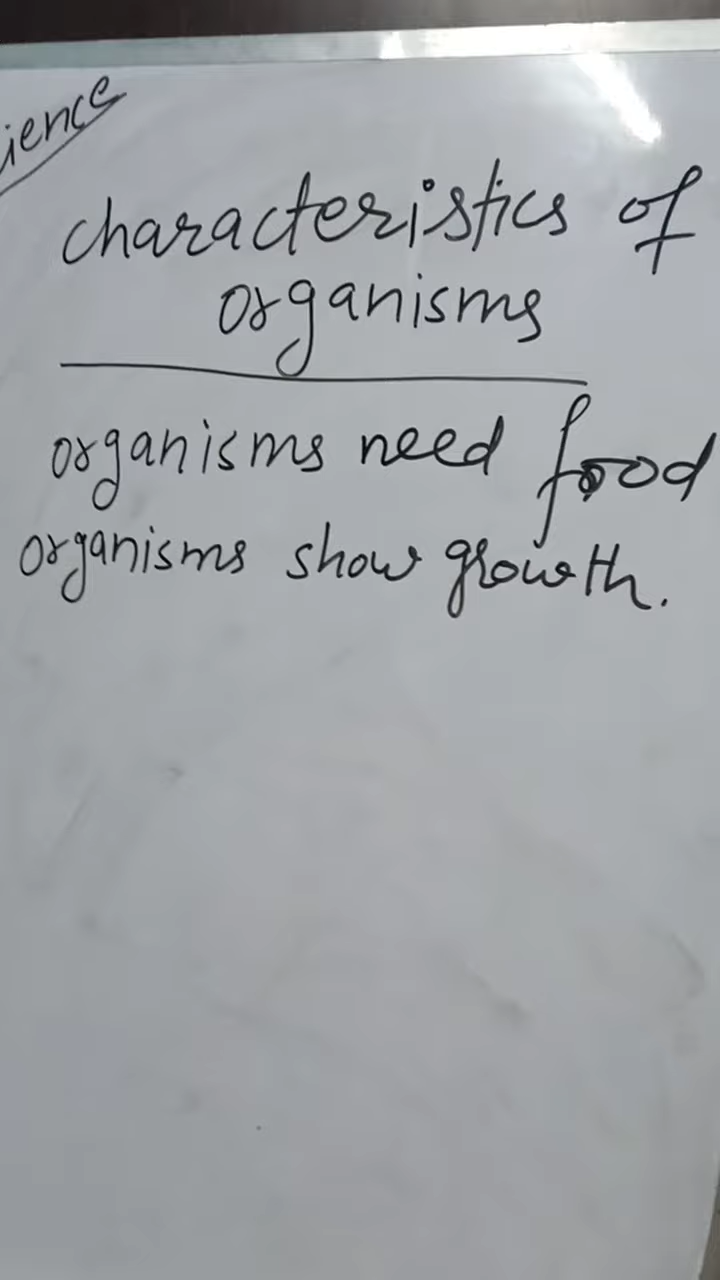 ience
characteristics of
organisms
organisms need food
organisms show growth.